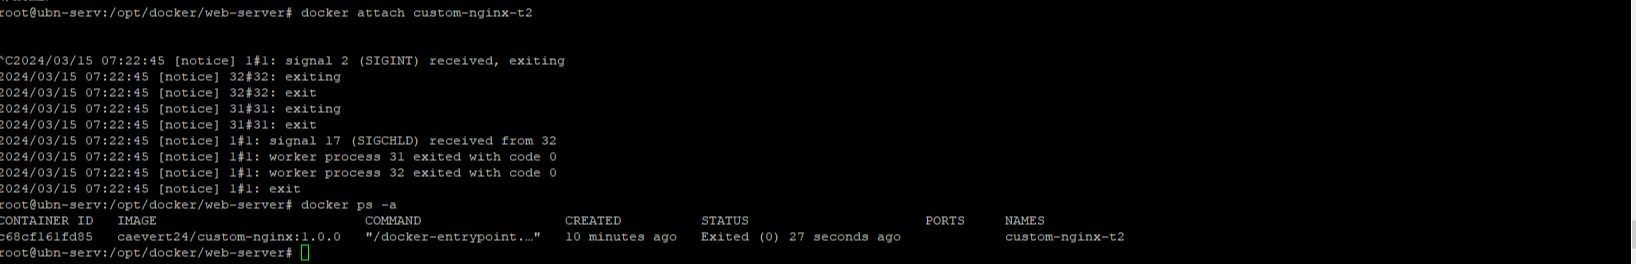 root@ubn-serv:/opt/docker/web-server# docker attach custom-nginx-t2
^C2024/03/15 07:22:45 [notice] 1#1: signal 2 (SIGINT) received, exiting
2024/03/15 07:22:45 [notice] 32#32: exiting
2024/03/15 07:22:45 [notice] 32#32: exit
2024/03/15 07:22:45 [notice] 31#31: exiting
2024/03/15 07:22:45 [notice] 31#31: exit
2024/03/15 07:22:45 [notice] 1#1: signal 17 (SIGCHLD) received from 32
2024/03/15 07:22:45 [notice] 1#1: worker process 31 exited with code 0
2024/03/15 07:22:45 [notice] 1#1: worker process 32 exited with code 0
2024/03/15 07:22:45 [notice] 1#1: exit
root@ubn-serv:/opt/docker/web-server# docker ps -a
CONTAINER ID IMAGE COMMAND CREATED STATUS PORTS NAMES
c68cf161fd85 caevert24/custom-nginx:1.0.0 "/docker-entrypoint.…" 10 minutes ago Exited (0) 27 seconds ago custom-nginx-t2
root@ubn-serv:/opt/docker/web-server#